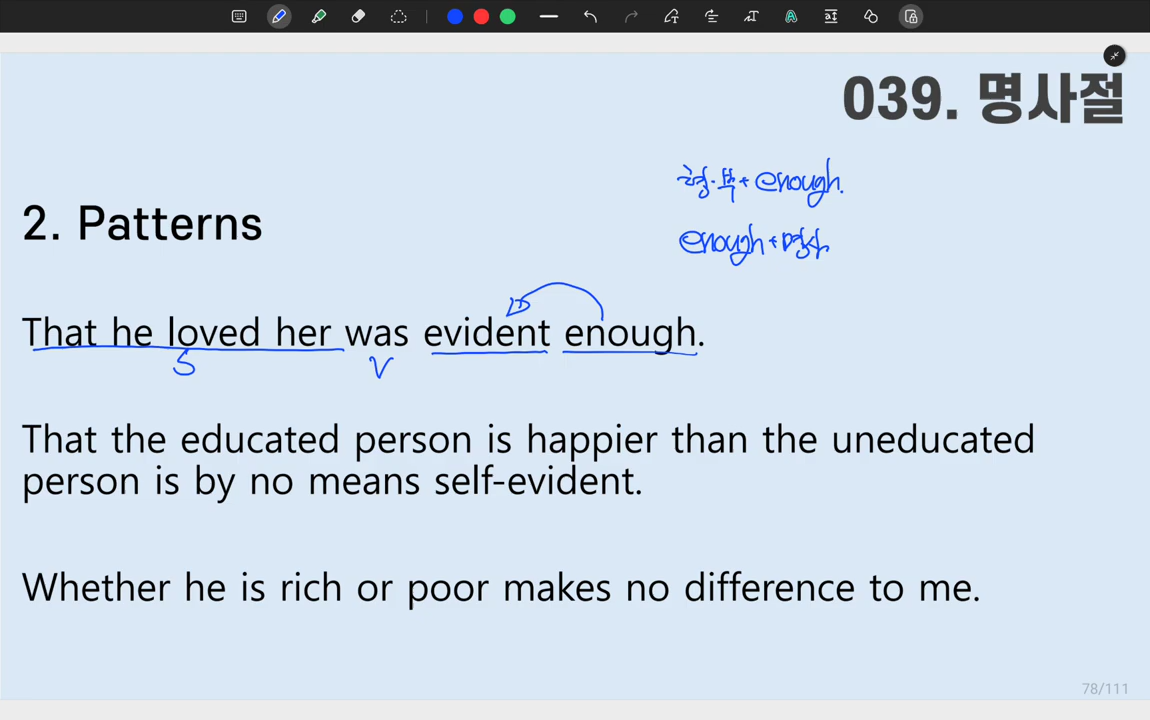 039. 명사절
형·부+enough.
enough+명사
2. Patterns
That he loved her was evident enough.
S V
That the educated person is happier than the uneducated
person is by no means self-evident.
Whether he is rich or poor makes no difference to me.
78/111